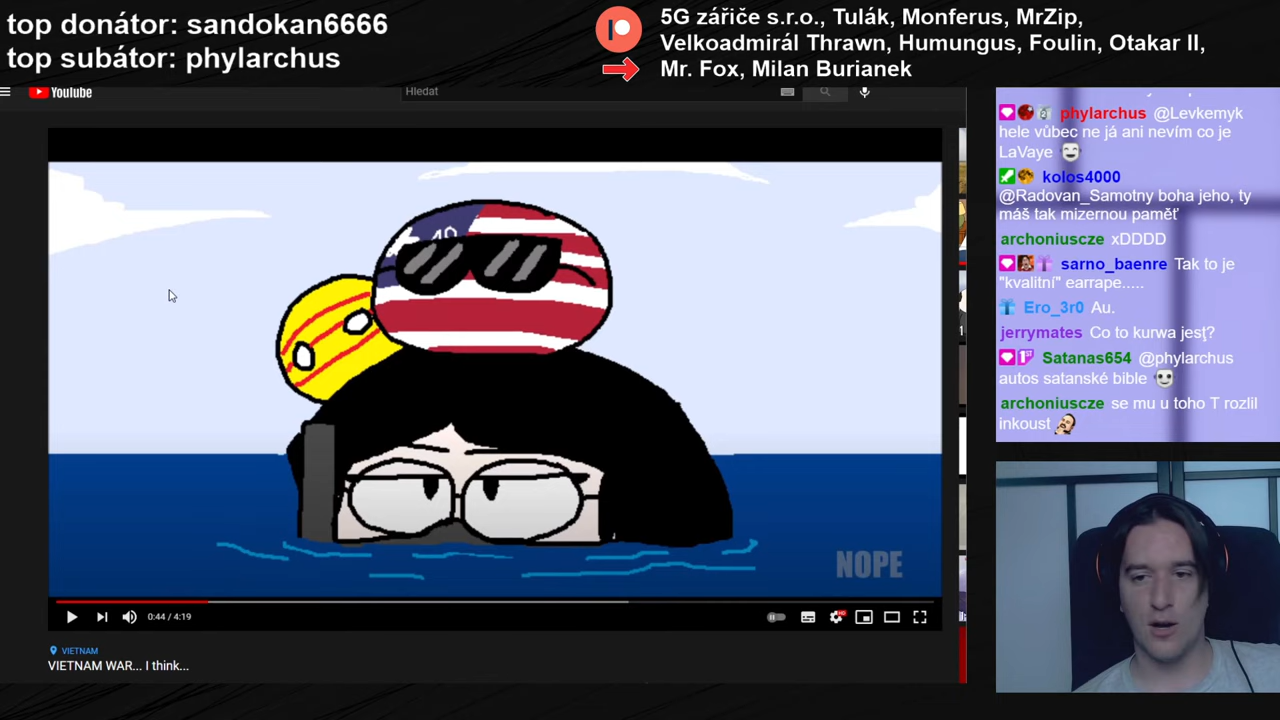 top donátor: sandokan6666
top subátor: phylarchus
5G zářiče s.r.o., Tulák, Monferus, MrZip,
Velkoadmirál Thrawn, Humungus, Foulin, Otakar II,
Mr. Fox, Milan Burianek
YouTube
Hledat
NOPE
0:44 / 4:19
VIETNAM
VIETNAM WAR... I think...
phylarchus @Levkemyk
hele vůbec ne já ani nevím co je
LaVaye
kolos4000
@Radovan_Samotny boha jeho, ty
máš tak mizernou paměť
archoniuscze xDDDD
sarno_baenre Tak to je
"kvalitní" earrape.....
Ero_3r0 Au.
jerrymates Co to kurwa jesţ?
Satanas654 @phylarchus
autos satanské bible
archoniuscze se mu u toho T rozlil
inkoust